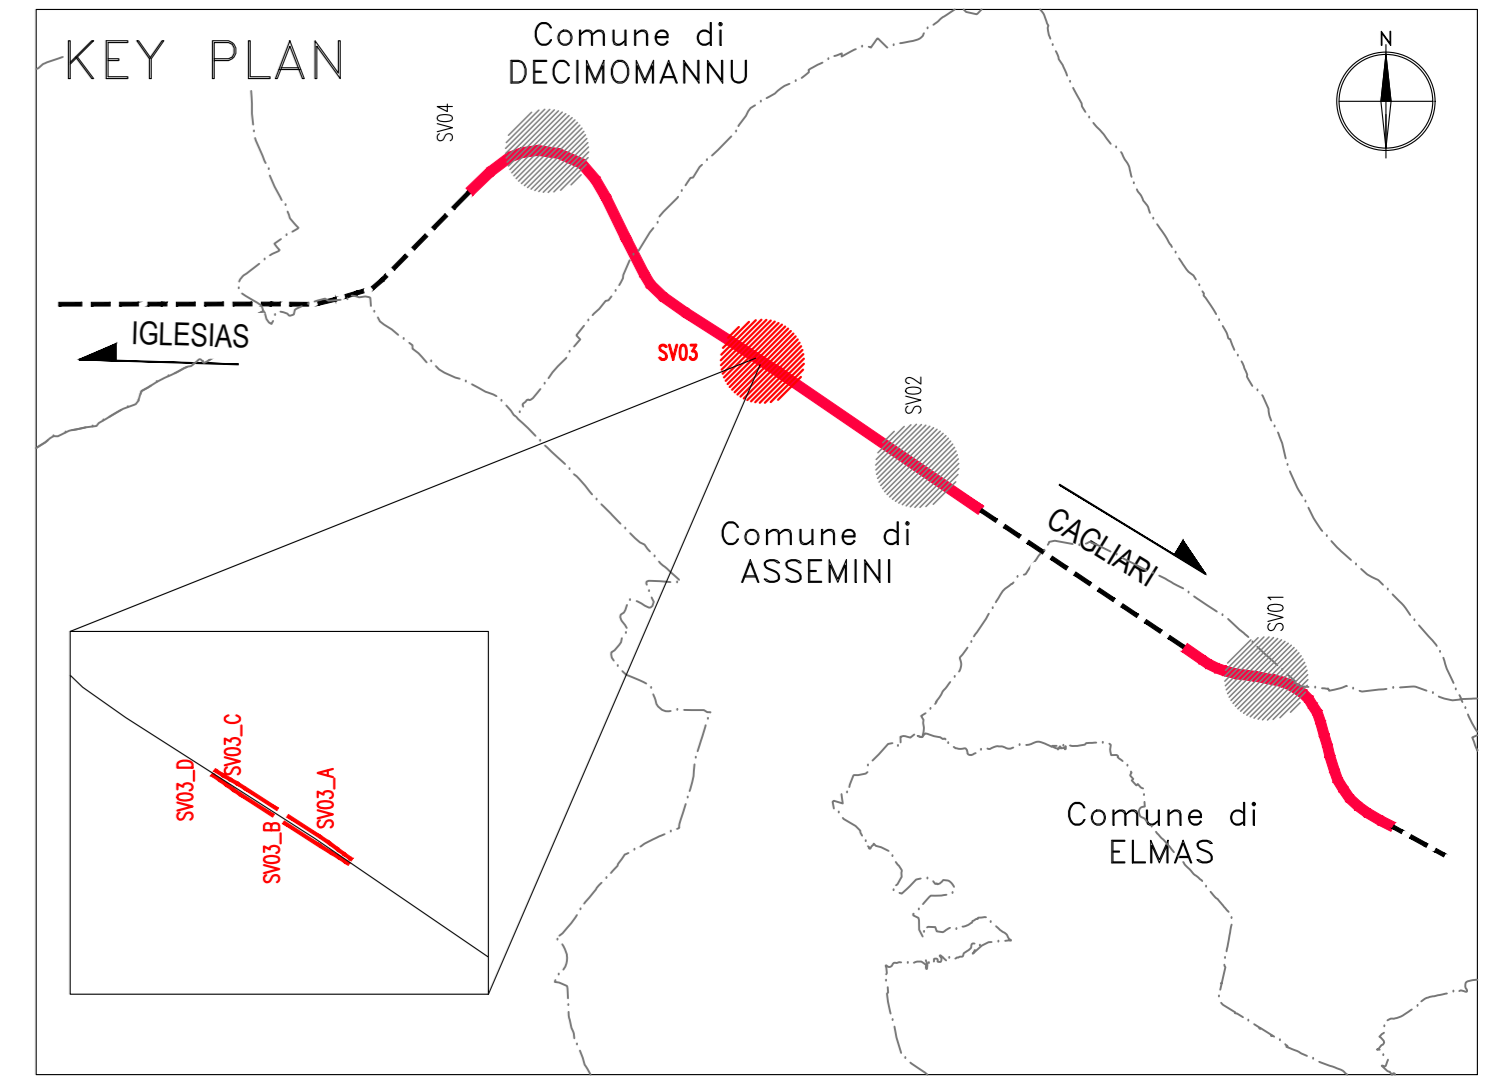 KEY PLAN
Comune di
DECIMOMANNU
N
SV04
IGLESIAS
SV03
SV02
Comune di
ASSEMINI
CAGLIARI
SV01
SV03_C
SV03_D
SV03_A
SV03_B
Comune di
ELMAS